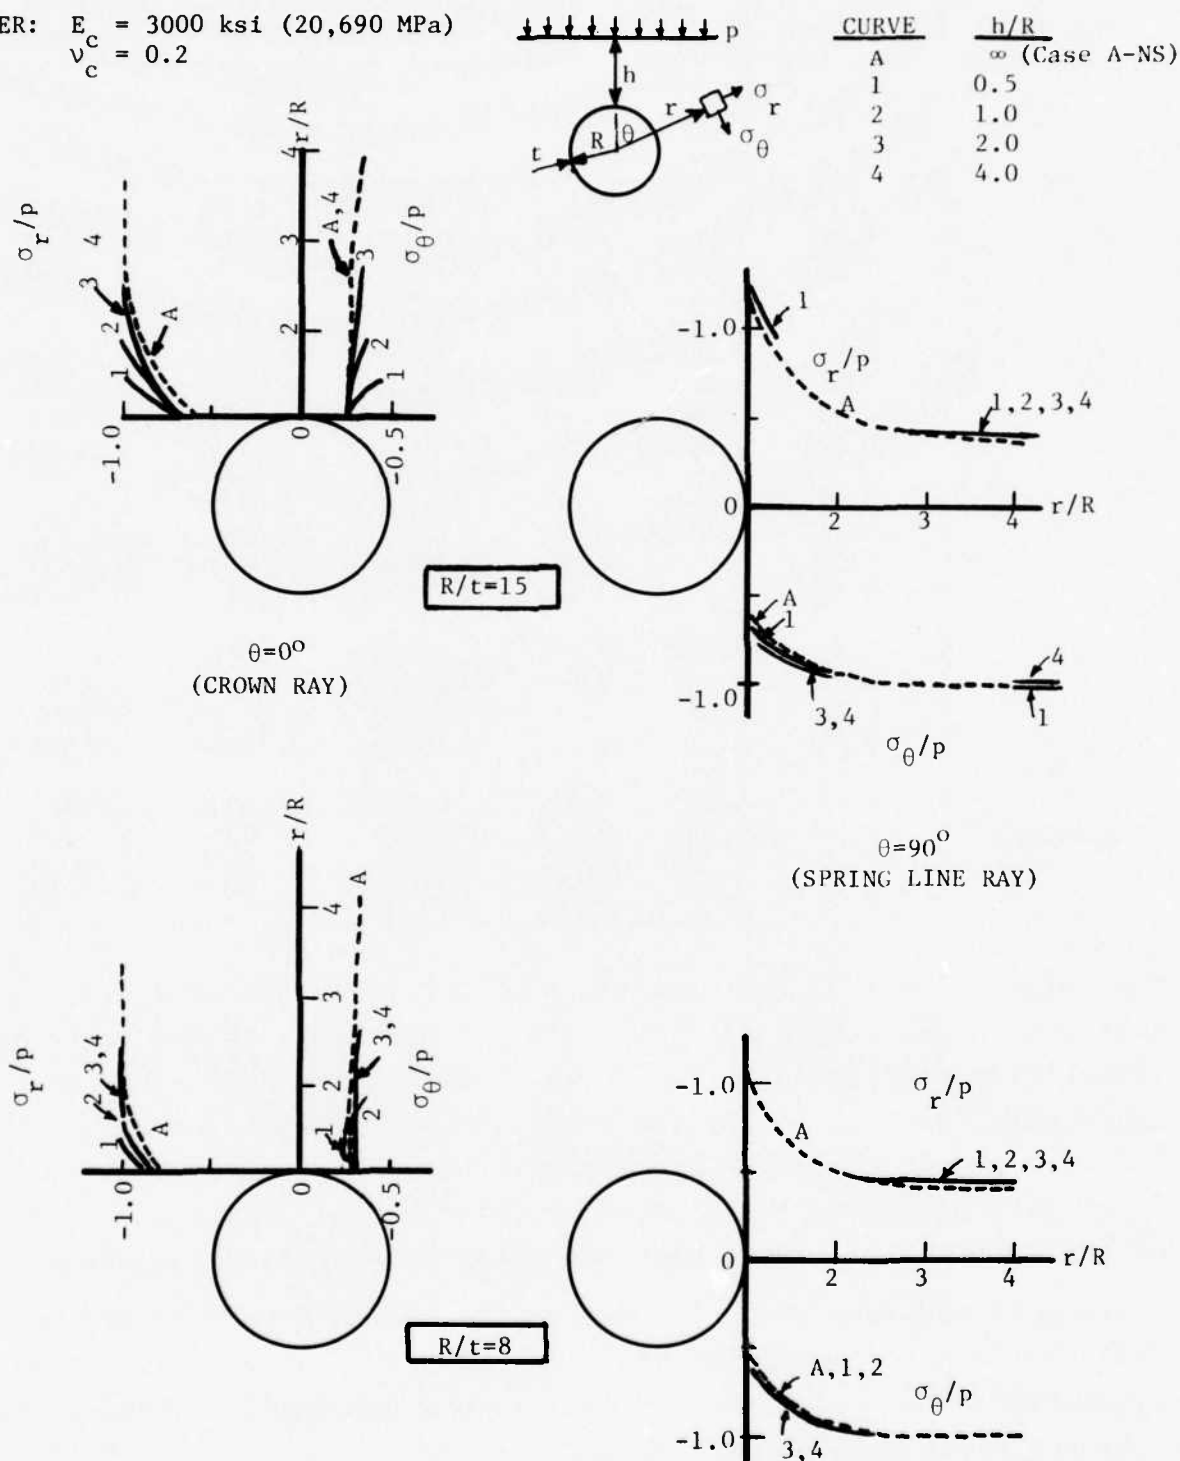 ER: E_c = 3000 ksi (20,690 MPa)
ν_c = 0.2
p
h
r
R
θ
t
σ_r
σ_θ
CURVE h/R
A ∞ (Case A-NS)
1 0.5
2 1.0
3 2.0
4 4.0
σ_r/p
r/R
σ_θ/p
4
3
2
4
3
2
1
A
A,4
3
2
1
-1.0
0
-0.5
R/t=15
θ=0°
(CROWN RAY)
-1.0
1
σ_r/p
A
1,2,3,4
0
2 3 4 r/R
A
1
3,4
4
1
-1.0
σ_θ/p
θ=90°
(SPRING LINE RAY)
r/R
A
4
3
2
σ_r/p
3,4
2
1
A
3,4
2
1
σ_θ/p
-1.0
0
-0.5
R/t=8
-1.0
σ_r/p
A
1,2,3,4
0
2 3 4 r/R
A,1,2
3,4
σ_θ/p
-1.0